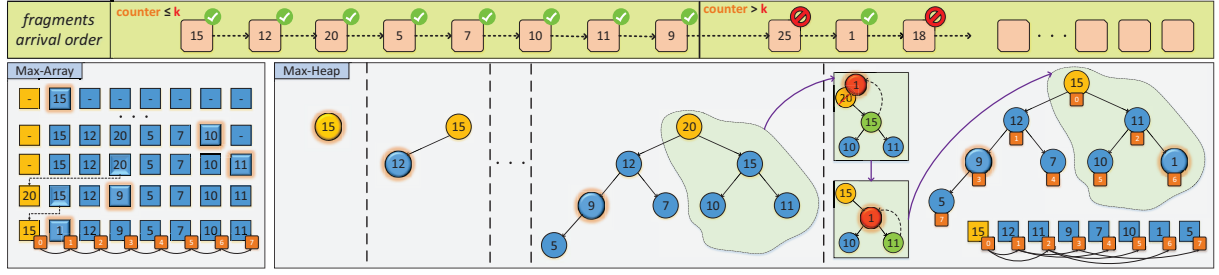 fragments
arrival order
counter ≤ k
15 12 20 5 7 10 11 9
counter > k
25 1 18 . . .
Max-Array
- 15 - - - - - -
. . .
- 15 12 20 5 7 10 -
- 15 12 20 5 7 10 11
20 15 12 9 5 7 10 11
15 1 12 9 5 7 10 11
0 1 2 3 4 5 6 7
Max-Heap
15
15
12
. . .
20
12 15
9 7 10 11
5
1
20
15
10 11
15
1
10 11
15
0
12 11
1 2
9 7 10 1
3 4 5 6
5
7
15 12 11 9 7 10 1 5
0 1 2 3 4 5 6 7